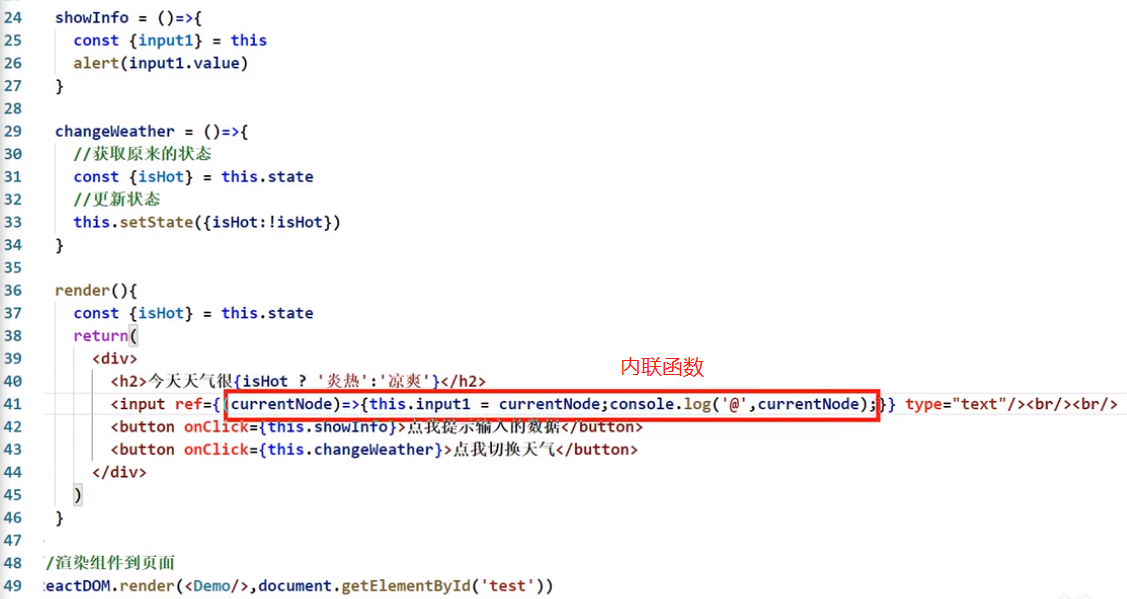 24 showInfo = ()=>{
25 const {input1} = this
26 alert(input1.value)
27 }
28
29 changeWeather = ()=>{
30 //获取原来的状态
31 const {isHot} = this.state
32 //更新状态
33 this.setState({isHot:!isHot})
34 }
35
36 render(){
37 const {isHot} = this.state
38 return(
39 <div>
40 <h2>今天天气很{isHot ? '炎热':'凉爽'}</h2>
内联函数
41 <input ref={(currentNode)=>{this.input1 = currentNode;console.log('@',currentNode);}} type="text"/><br/><br/>
42 <button onClick={this.showInfo}>点我提示输入的数据</button>
43 <button onClick={this.changeWeather}>点我切换天气</button>
44 </div>
45 )
46 }
47
48 /渲染组件到页面
49 eactDOM.render(<Demo/>,document.getElementById('test'))